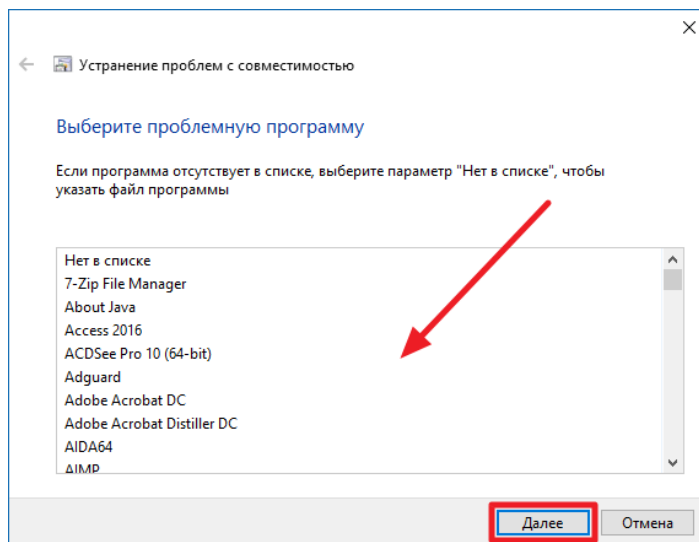 Устранение проблем с совместимостью
Выберите проблемную программу
Если программа отсутствует в списке, выберите параметр "Нет в списке", чтобы
указать файл программы
Нет в списке
7-Zip File Manager
About Java
Access 2016
ACDSee Pro 10 (64-bit)
Adguard
Adobe Acrobat DC
Adobe Acrobat Distiller DC
AIDA64
AIMP
Далее
Отмена